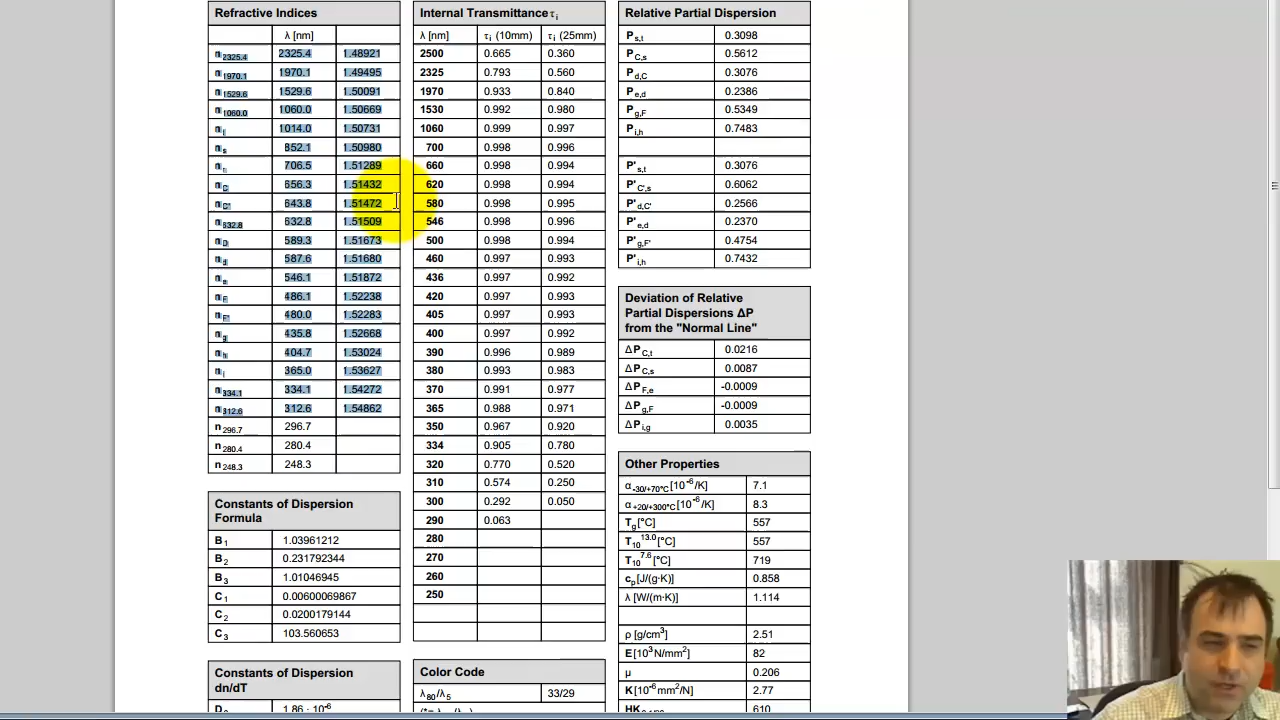 Refractive Indices
λ [nm]
n2325.4 2325.4 1.48921
n1970.1 1970.1 1.49495
n1529.6 1529.6 1.50091
n1060.0 1060.0 1.50669
nt 1014.0 1.50731
ns 852.1 1.50980
nr 706.5 1.51289
nC 656.3 1.51432
nC' 643.8 1.51472
n632.8 632.8 1.51509
nD 589.3 1.51673
nd 587.6 1.51680
ne 546.1 1.51872
nF 486.1 1.52238
nF' 480.0 1.52283
ng 435.8 1.52668
nh 404.7 1.53024
ni 365.0 1.53627
n334.1 334.1 1.54272
n312.6 312.6 1.54862
n296.7 296.7
n280.4 280.4
n248.3 248.3
Constants of Dispersion
Formula
B1 1.03961212
B2 0.231792344
B3 1.01046945
C1 0.00600069867
C2 0.0200179144
C3 103.560653
Constants of Dispersion
dn/dT
1.86 · 10-6
Internal Transmittance τi
λ [nm] τi (10mm) τi (25mm)
2500 0.665 0.360
2325 0.793 0.560
1970 0.933 0.840
1530 0.992 0.980
1060 0.999 0.997
700 0.998 0.996
660 0.998 0.994
620 0.998 0.994
580 0.998 0.995
546 0.998 0.996
500 0.998 0.994
460 0.997 0.993
436 0.997 0.992
420 0.997 0.993
405 0.997 0.993
400 0.997 0.992
390 0.996 0.989
380 0.993 0.983
370 0.991 0.977
365 0.988 0.971
350 0.967 0.920
334 0.905 0.780
320 0.770 0.520
310 0.574 0.250
300 0.292 0.050
290 0.063
280
270
260
250
Color Code
λ80/λ5 33/29
Relative Partial Dispersion
Ps,t 0.3098
PC,s 0.5612
Pd,C 0.3076
Pe,d 0.2386
Pg,F 0.5349
Pi,h 0.7483
P's,t 0.3076
P'C',s 0.6062
P'd,C' 0.2566
P'e,d 0.2370
P'g,F' 0.4754
P'i,h 0.7432
Deviation of Relative
Partial Dispersions ΔP
from the "Normal Line"
ΔPC,t 0.0216
ΔPC,s 0.0087
ΔPF,e -0.0009
ΔPg,F -0.0009
ΔPi,g 0.0035
Other Properties
α-30/+70°C [10-6/K] 7.1
α+20/+300°C [10-6/K] 8.3
Tg [°C] 557
T10 13.0 [°C] 557
T10 7.6 [°C] 719
cp [J/(g·K)] 0.858
λ [W/(m·K)] 1.114
ρ [g/cm3] 2.51
E [103 N/mm2] 82
μ 0.206
K [10-6 mm2/N] 2.77
610